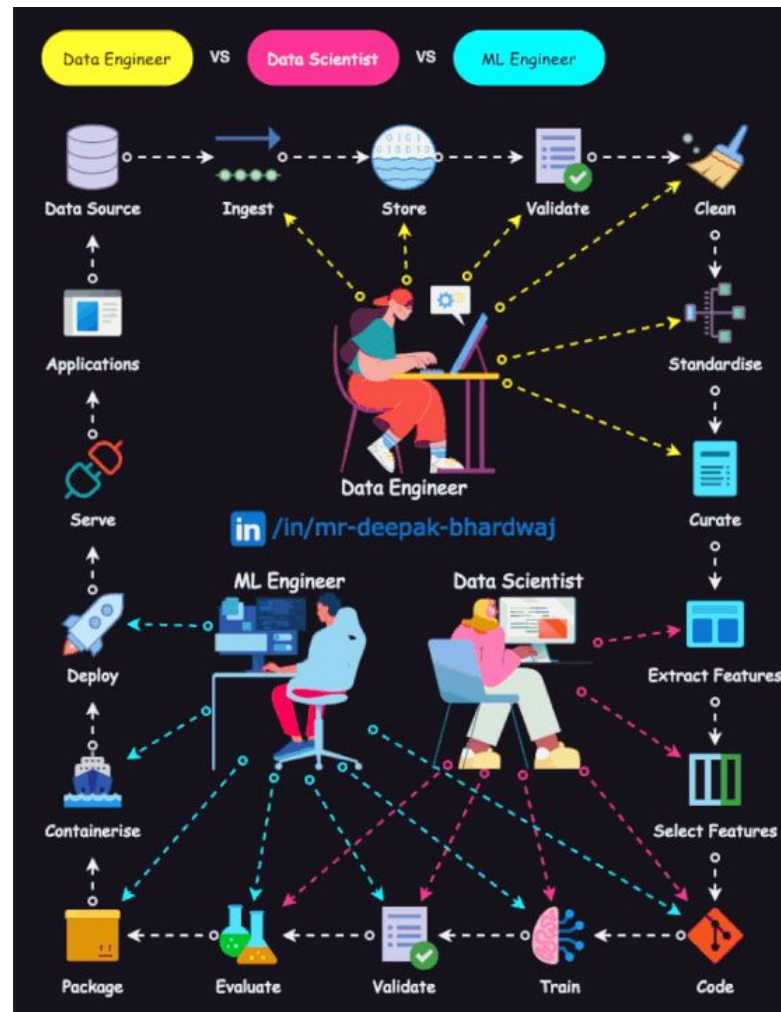 Data Engineer vs Data Scientist vs ML Engineer
Data Source Ingest Store Validate Clean
Applications Standardise
Data Engineer
Serve Curate
in /in/mr-deepak-bhardwaj
ML Engineer Data Scientist
Deploy Extract Features
Containerise Select Features
Package Evaluate Validate Train Code